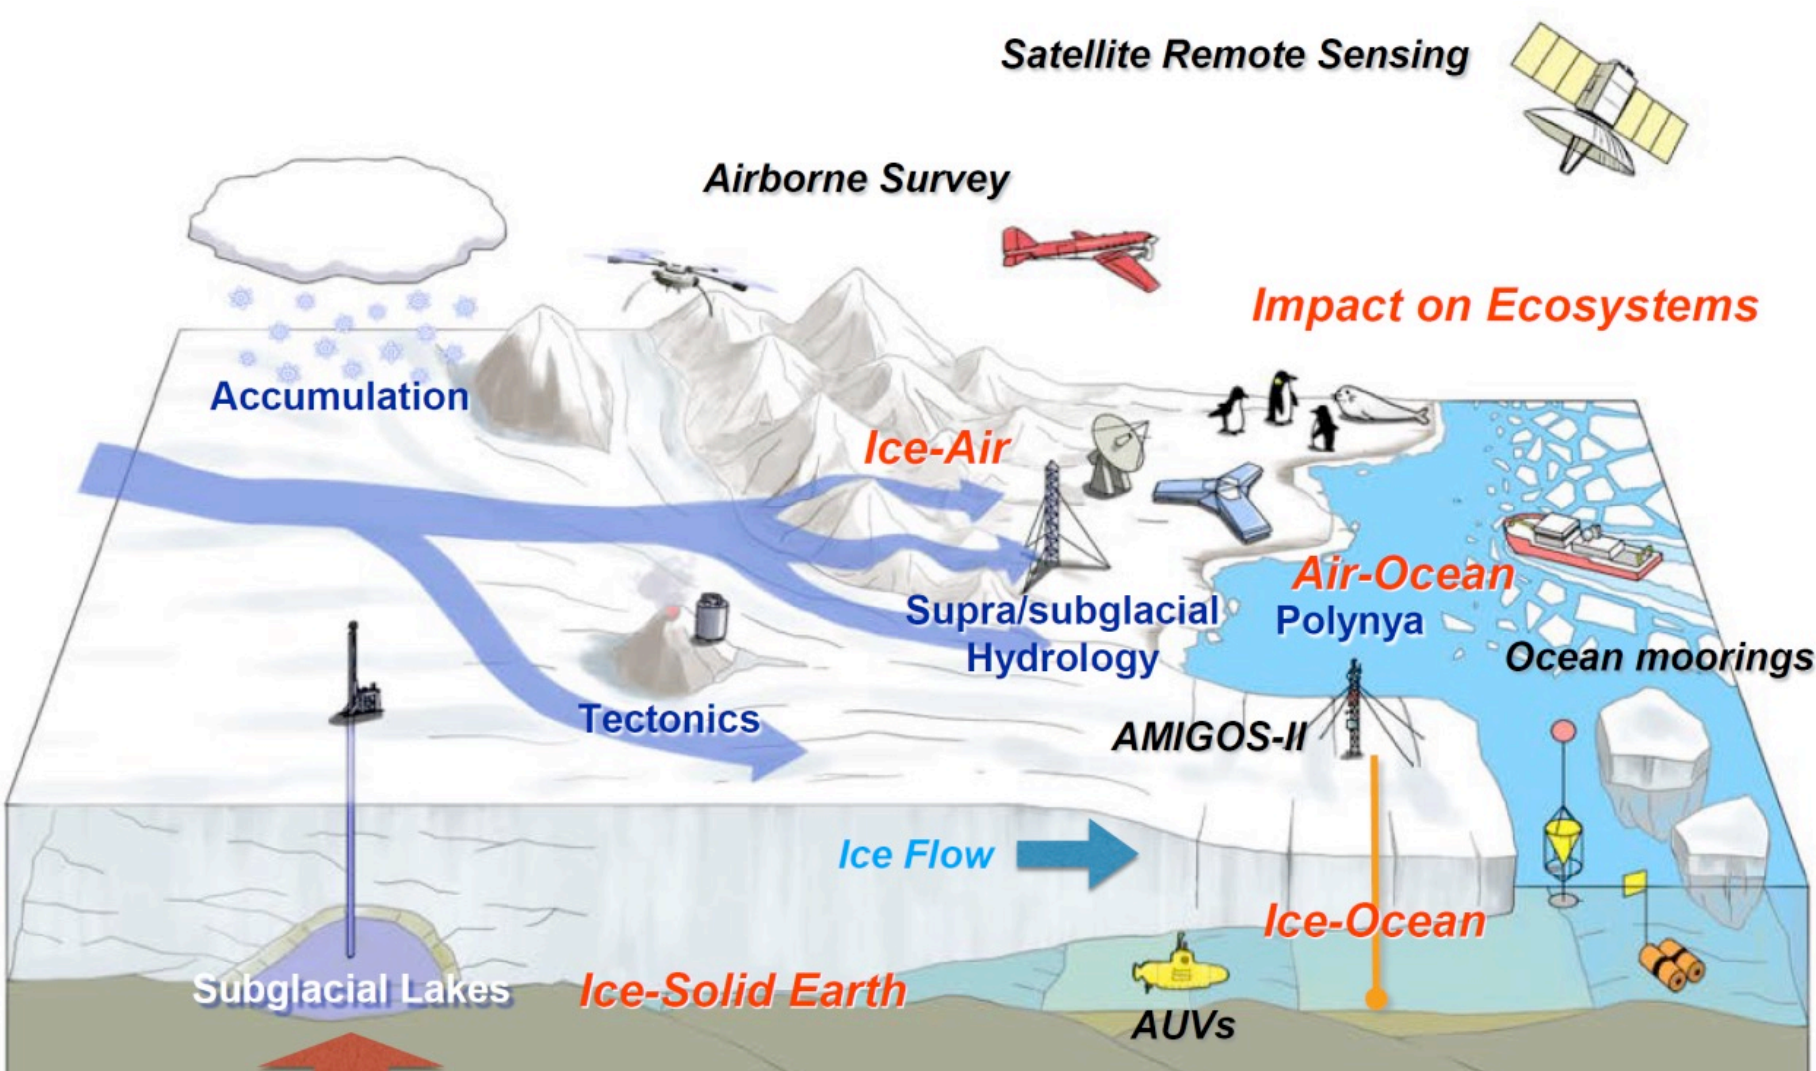 Satellite Remote Sensing
Airborne Survey
Impact on Ecosystems
Accumulation
Ice-Air
Air-Ocean
Supra/subglacial
Hydrology
Polynya
Ocean moorings
Tectonics
AMIGOS-II
Ice Flow
Ice-Ocean
Subglacial Lakes
Ice-Solid Earth
AUVs